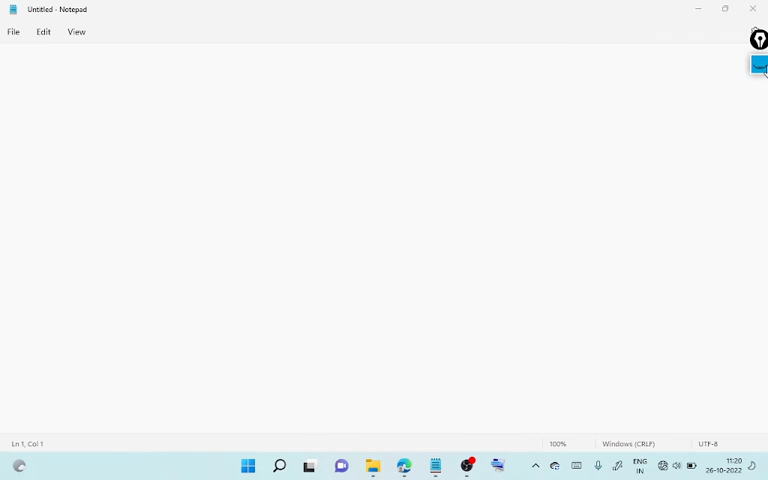 Untitled - Notepad
File Edit View
Ln 1, Col 1 100% Windows (CRLF) UTF-8
ENG 11:20
IN 26-10-2022